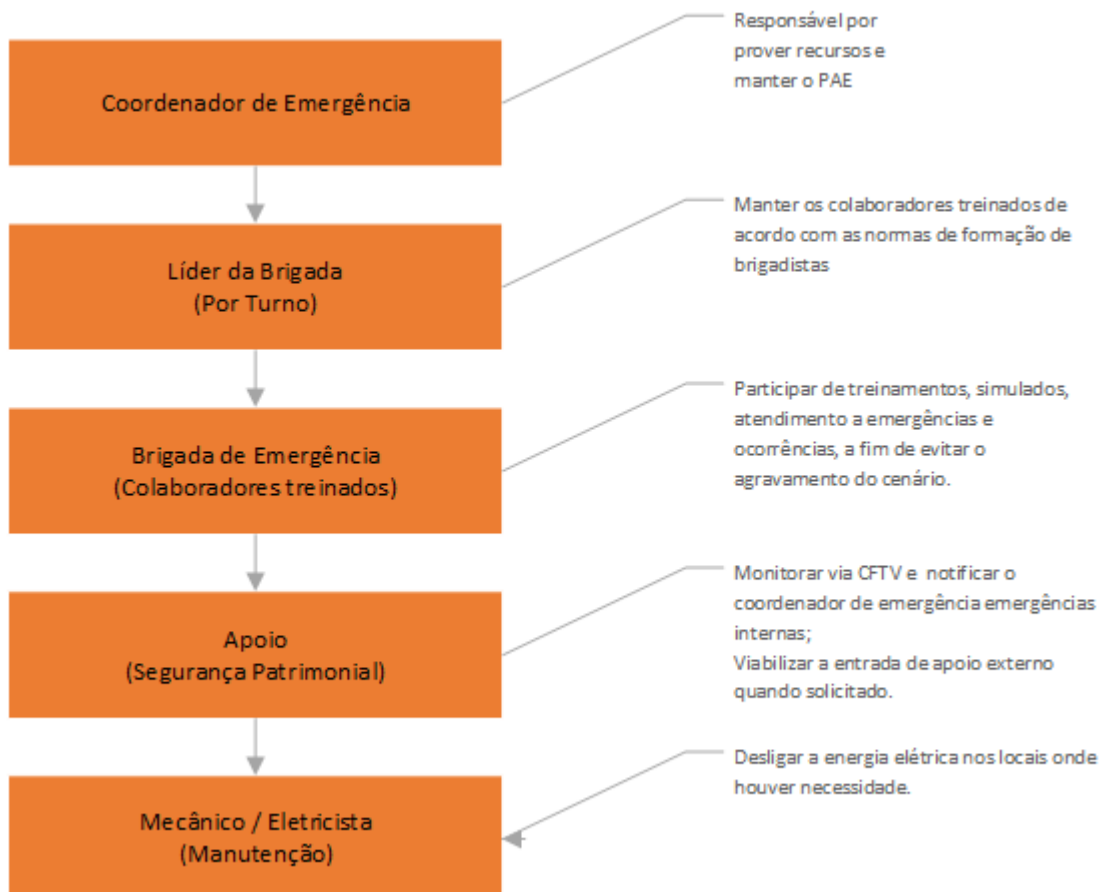 Responsável por
prover recursos e
manter o PAE
Coordenador de Emergência
Manter os colaboradores treinados de
acordo com as normas de formação de
brigadistas
Líder da Brigada
(Por Turno)
Participar de treinamentos, simulados,
atendimento a emergências e
ocorrências, a fim de evitar o
agravamento do cenário.
Brigada de Emergência
(Colaboradores treinados)
Monitorar via CFTV e notificar o
coordenador de emergência emergências
internas;
Viabilizar a entrada de apoio externo
quando solicitado.
Apoio
(Segurança Patrimonial)
Desligar a energia elétrica nos locais onde
houver necessidade.
Mecânico / Eletricista
(Manutenção)